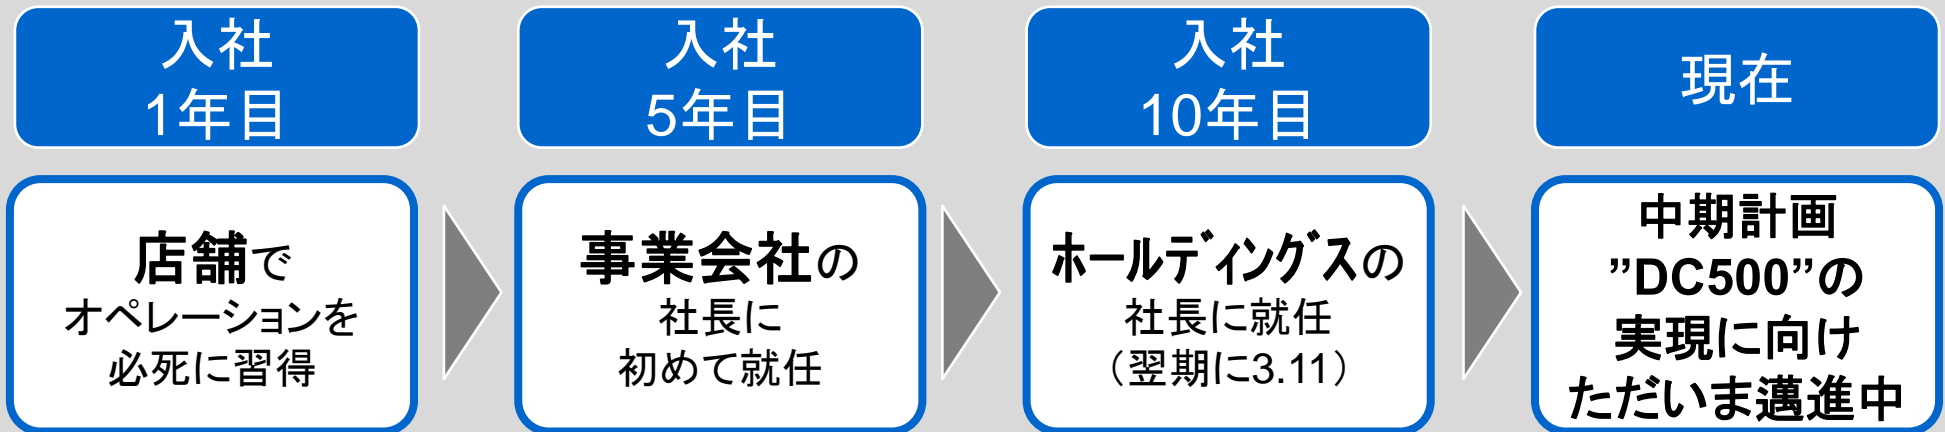 入社
1年目
入社
5年目
入社
10年目
現在
店舗で
オペレーションを
必死に習得
事業会社の
社長に
初めて就任
ホールディングスの
社長に就任
（翌期に3.11）
中期計画
”DC500”の
実現に向け
ただいま邁進中